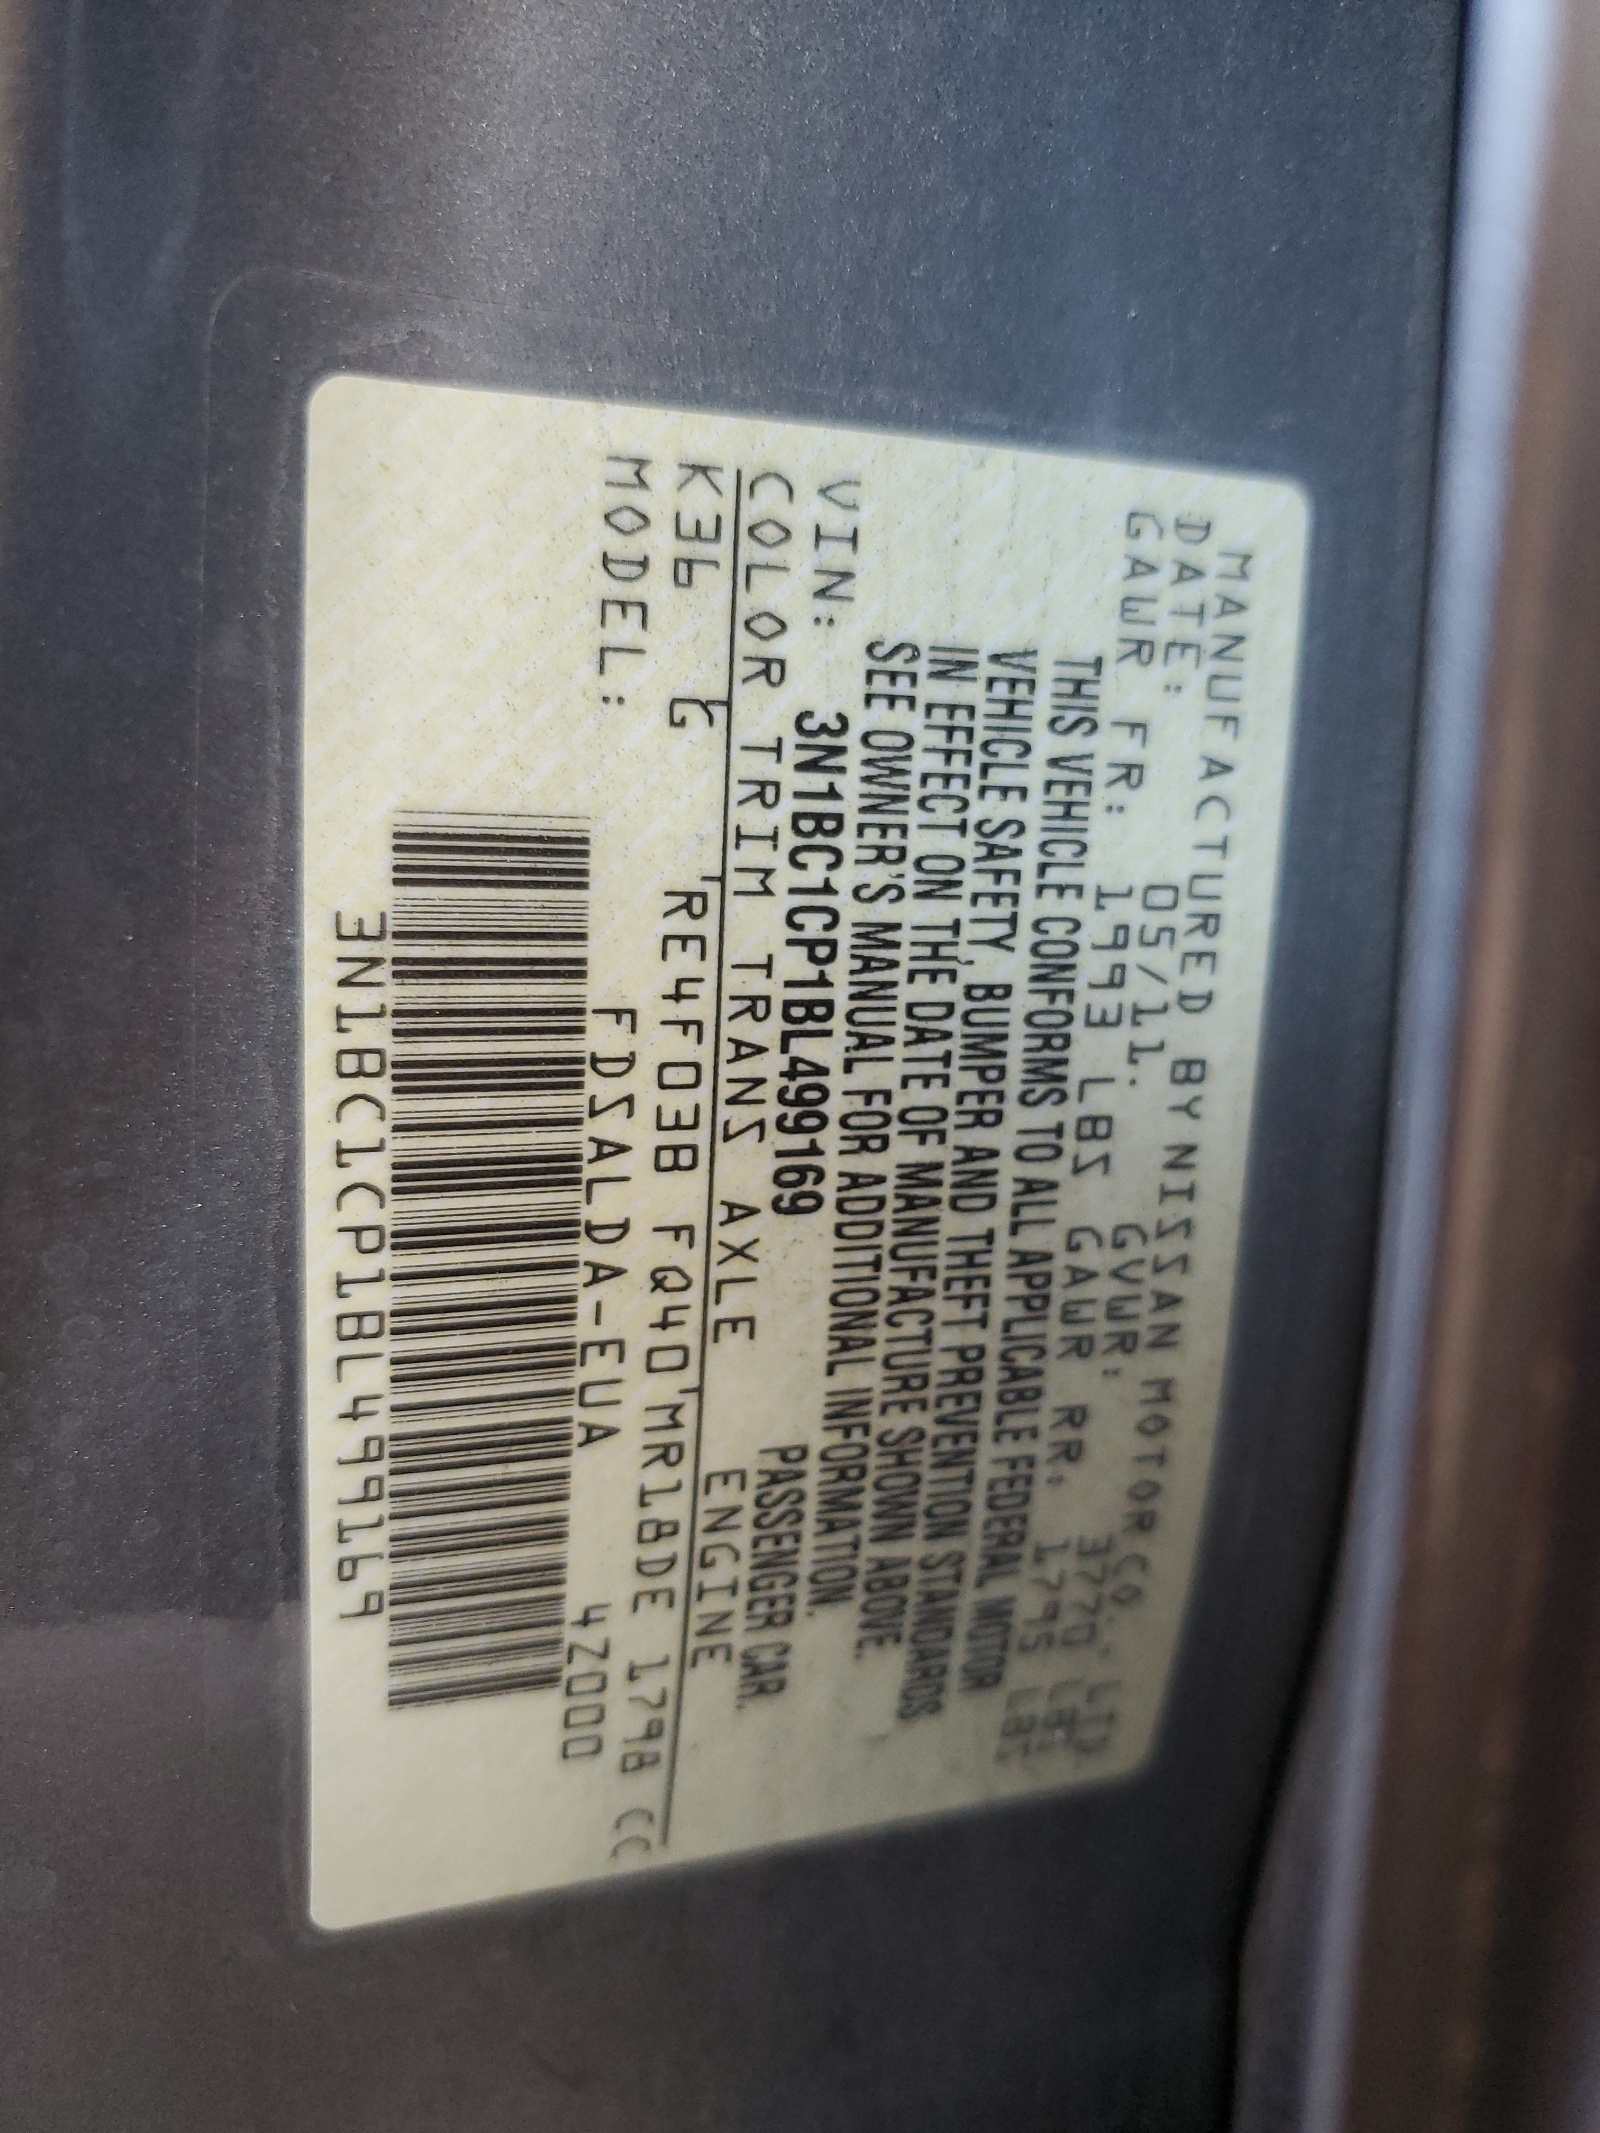 MANUFACTURED BY NISSAN MOTOR CO., LTD.
DATE: 05/11. GVWR: 3770 LBS
GAWR FR: 1993 LBS GAWR RR: 1795 LBS
THIS VEHICLE CONFORMS TO ALL APPLICABLE FEDERAL MOTOR
VEHICLE SAFETY, BUMPER AND THEFT PREVENTION STANDARDS
IN EFFECT ON THE DATE OF MANUFACTURE SHOWN ABOVE.
SEE OWNER'S MANUAL FOR ADDITIONAL INFORMATION.
VIN: 3N1BC1CP1BL499169 PASSENGER CAR.
COLOR TRIM TRANS AXLE ENGINE
K36 G RE4F03B FQ40 MR18DE 1798 CC
MODEL: FDSALDA-EUA 4Z000
3N1BC1CP1BL499169